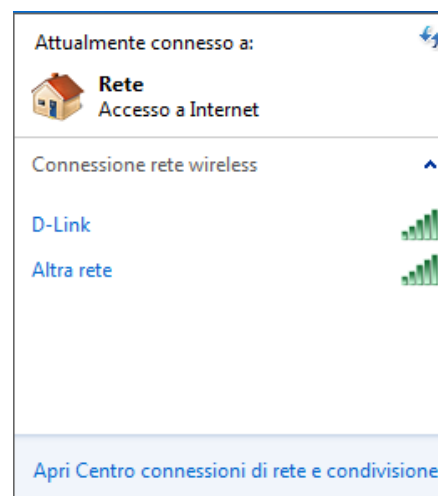 Attualmente connesso a:
Rete
Accesso a Internet
Connessione rete wireless
D-Link
Altra rete
Apri Centro connessioni di rete e condivisione